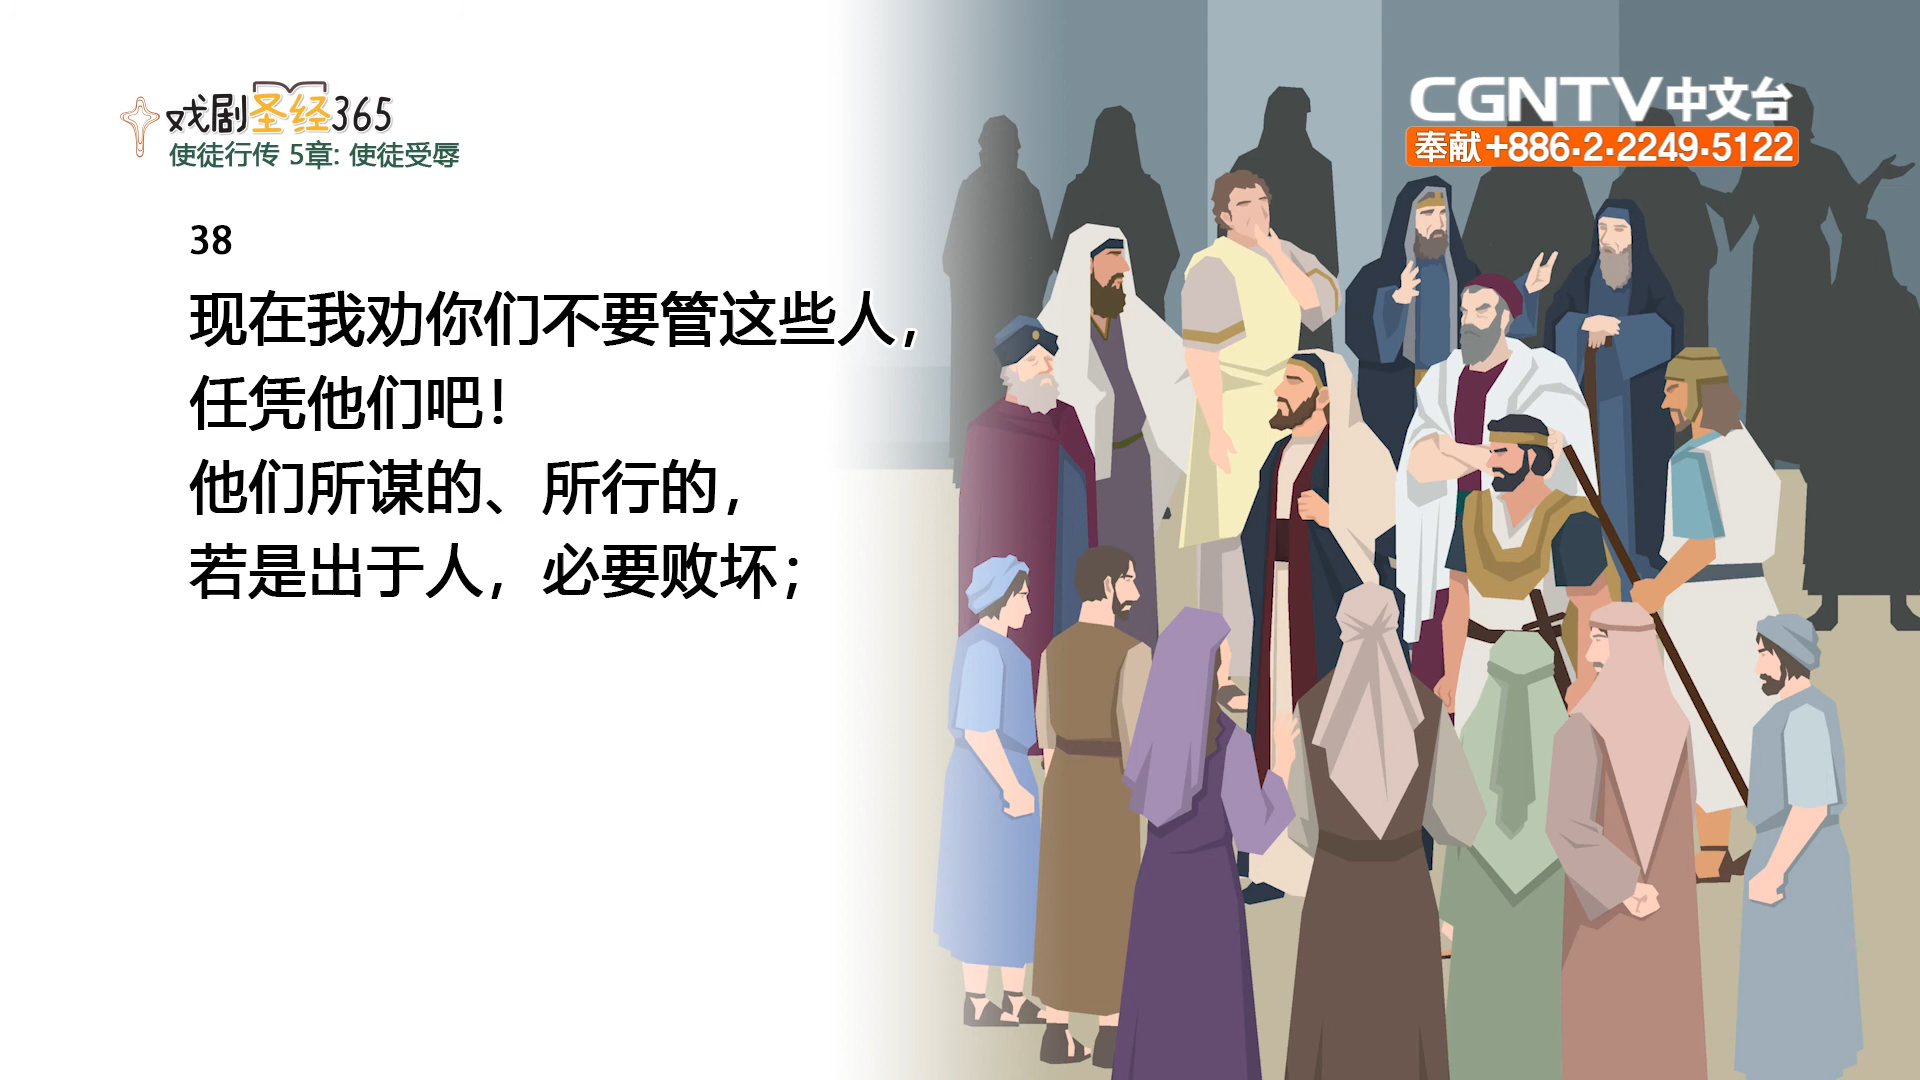 戏剧圣经365
使徒行传 5章: 使徒受辱
CGNTV中文台
奉献+886·2·2249·5122
38
现在我劝你们不要管这些人，
任凭他们吧！
他们所谋的、所行的，
若是出于人，必要败坏；